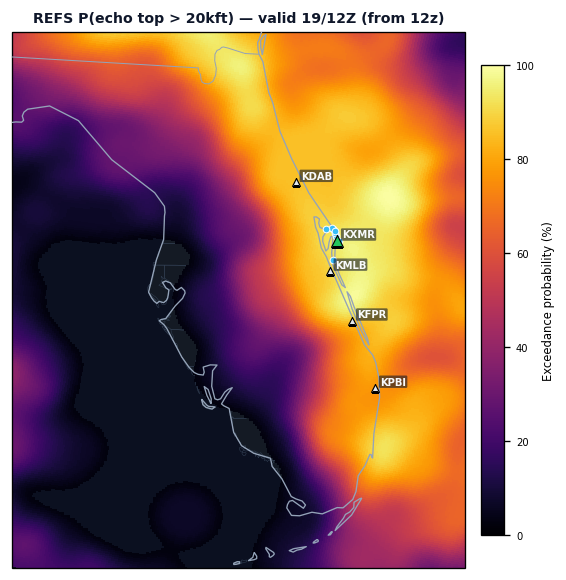 REFS P(echo top > 20kft) — valid 19/12Z (from 12z)
KDAB
KXMR
KMLB
KFPR
KPBI
100
80
60
40
20
0
Exceedance probability (%)